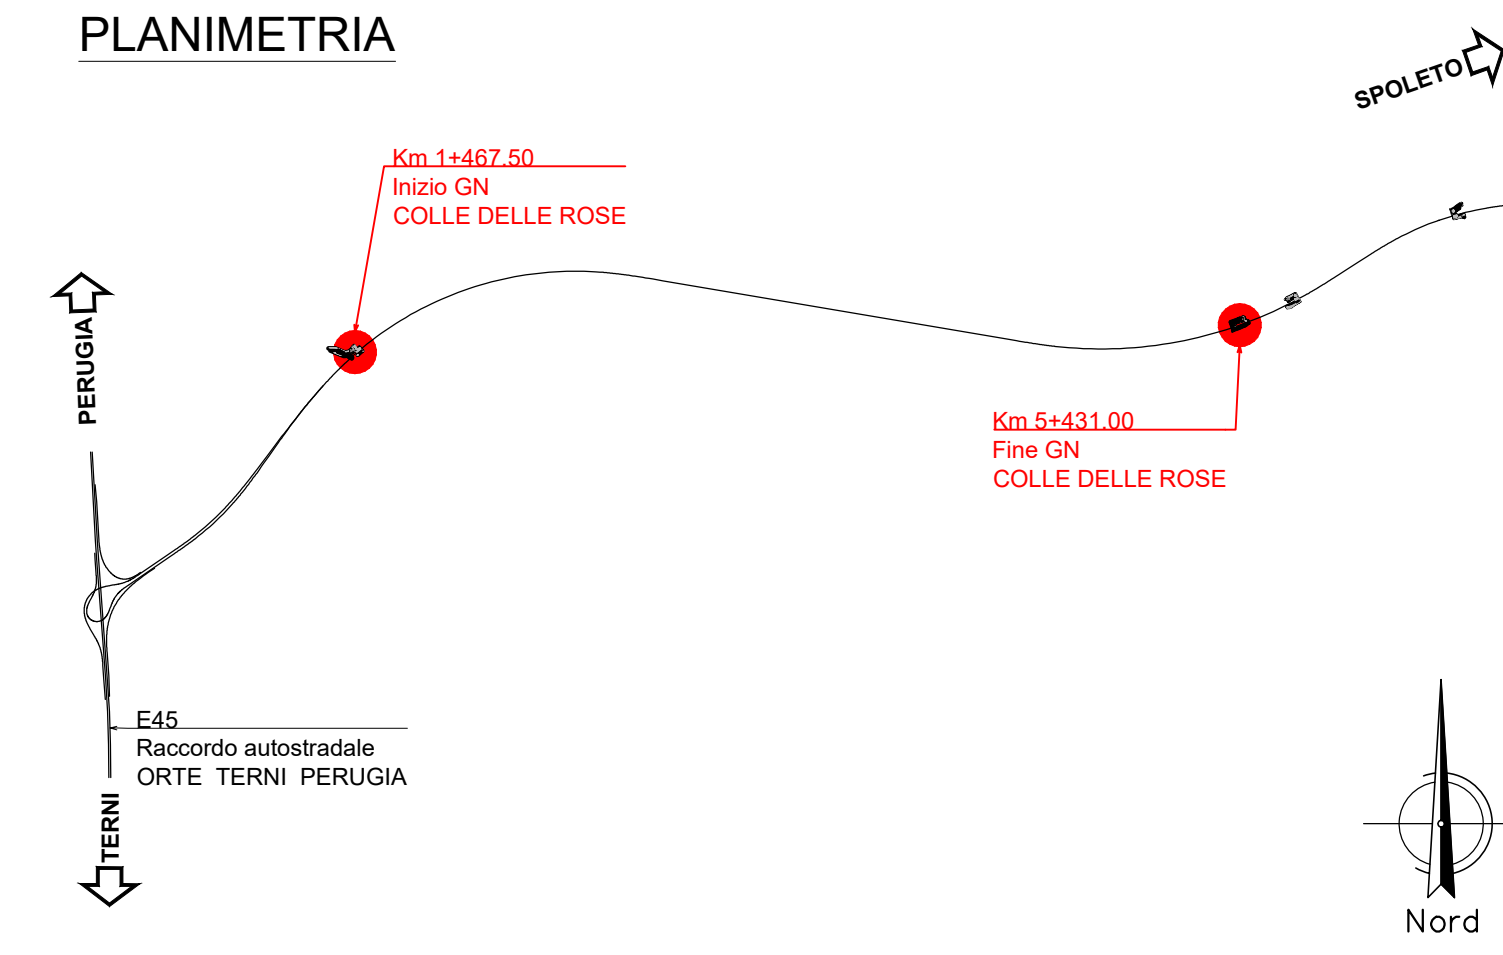 PLANIMETRIA
SPOLETO
Km 1+467.50
Inizio GN
COLLE DELLE ROSE
PERUGIA
Km 5+431.00
Fine GN
COLLE DELLE ROSE
E45
Raccordo autostradale
ORTE TERNI PERUGIA
TERNI
Nord